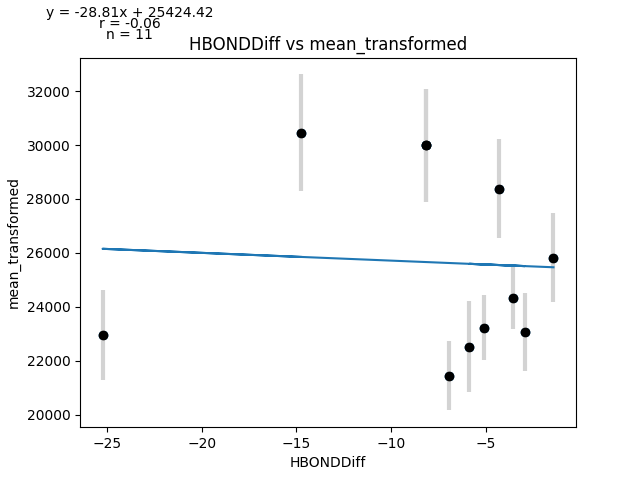 y = -28.81x + 25424.42
r = -0.06
n = 11
HBONDDiff vs mean_transformed
mean_transformed
32000
30000
28000
26000
24000
22000
20000
−25
−20
−15
−10
−5
HBONDDiff